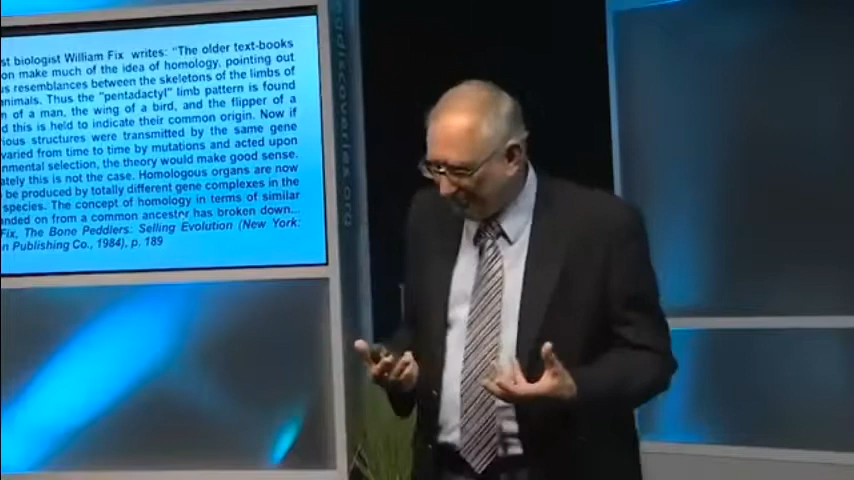 st biologist William Fix writes: “The older text-books
on make much of the idea of homology, pointing out
us resemblances between the skeletons of the limbs of
animals. Thus the "pentadactyl' limb pattern is found
m of a man, the wing of a bird, and the flipper of a
d this is held to indicate their common origin. Now if
rious structures were transmitted by the same gene
varied from time to time by mutations and acted upon
nmental selection, the theory would make good sense.
ately this is not the case. Homologous organs are now
be produced by totally different gene complexes in the
species. The concept of homology in terms of similar
anded on from a common ancestor has broken down...
Fix, The Bone Peddlers: Selling Evolution (New York:
n Publishing Co., 1984), p. 189
eaddiscoveries.org